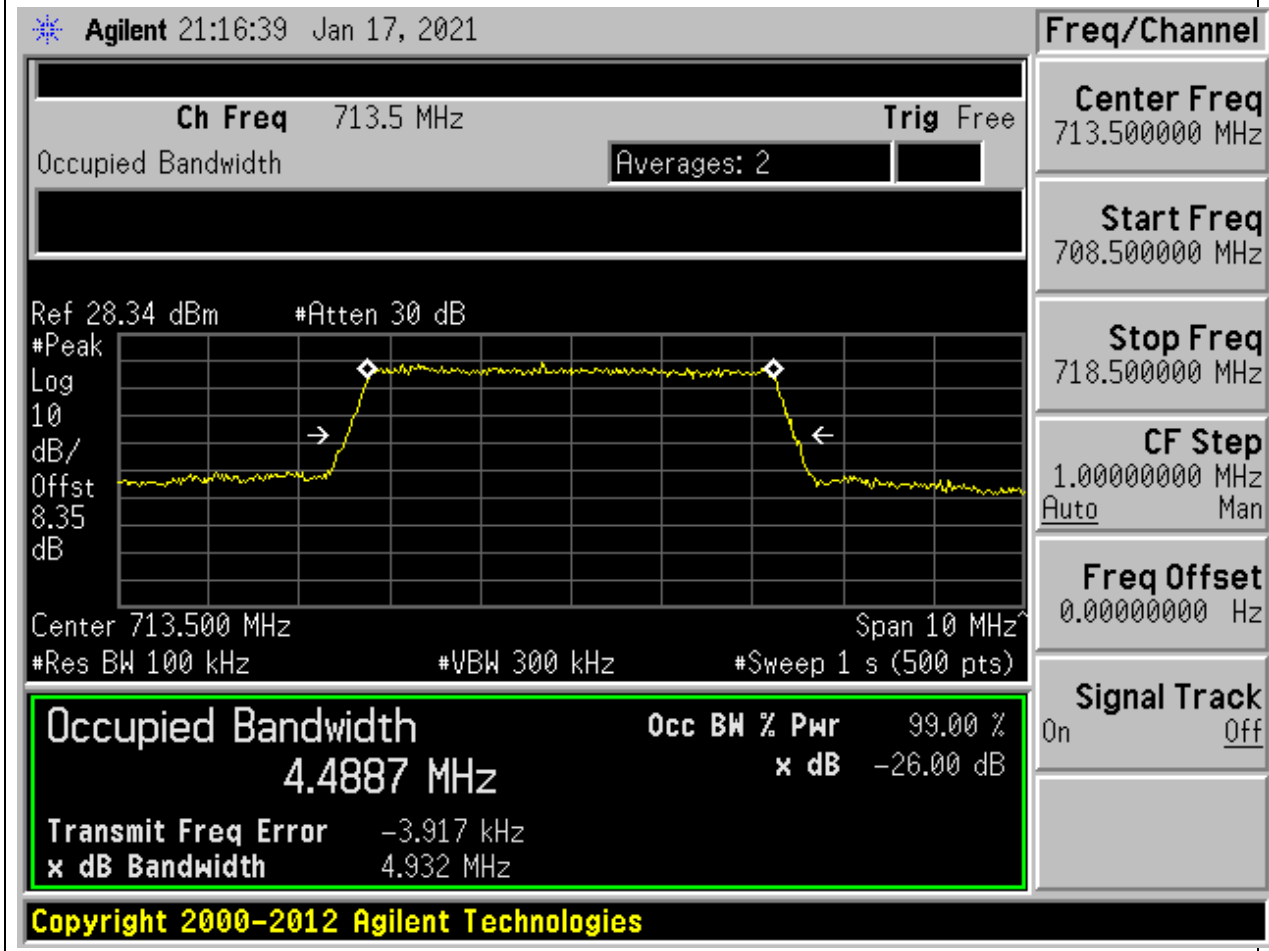 Agilent 21:16:39 Jan 17, 2021
Freq/Channel
Ch Freq 713.5 MHz Trig Free
Occupied Bandwidth Averages: 2
Ref 28.34 dBm #Atten 30 dB
#Peak
Log
10
dB/
Offst
8.35
dB
Center 713.500 MHz Span 10 MHz^
#Res BW 100 kHz #VBW 300 kHz #Sweep 1 s (500 pts)
Occupied Bandwidth Occ BW % Pwr 99.00 %
4.4887 MHz x dB -26.00 dB
Transmit Freq Error -3.917 kHz
x dB Bandwidth 4.932 MHz
Center Freq
713.500000 MHz
Start Freq
708.500000 MHz
Stop Freq
718.500000 MHz
CF Step
1.00000000 MHz
Auto Man
Freq Offset
0.00000000 Hz
Signal Track
On Off
Copyright 2000-2012 Agilent Technologies